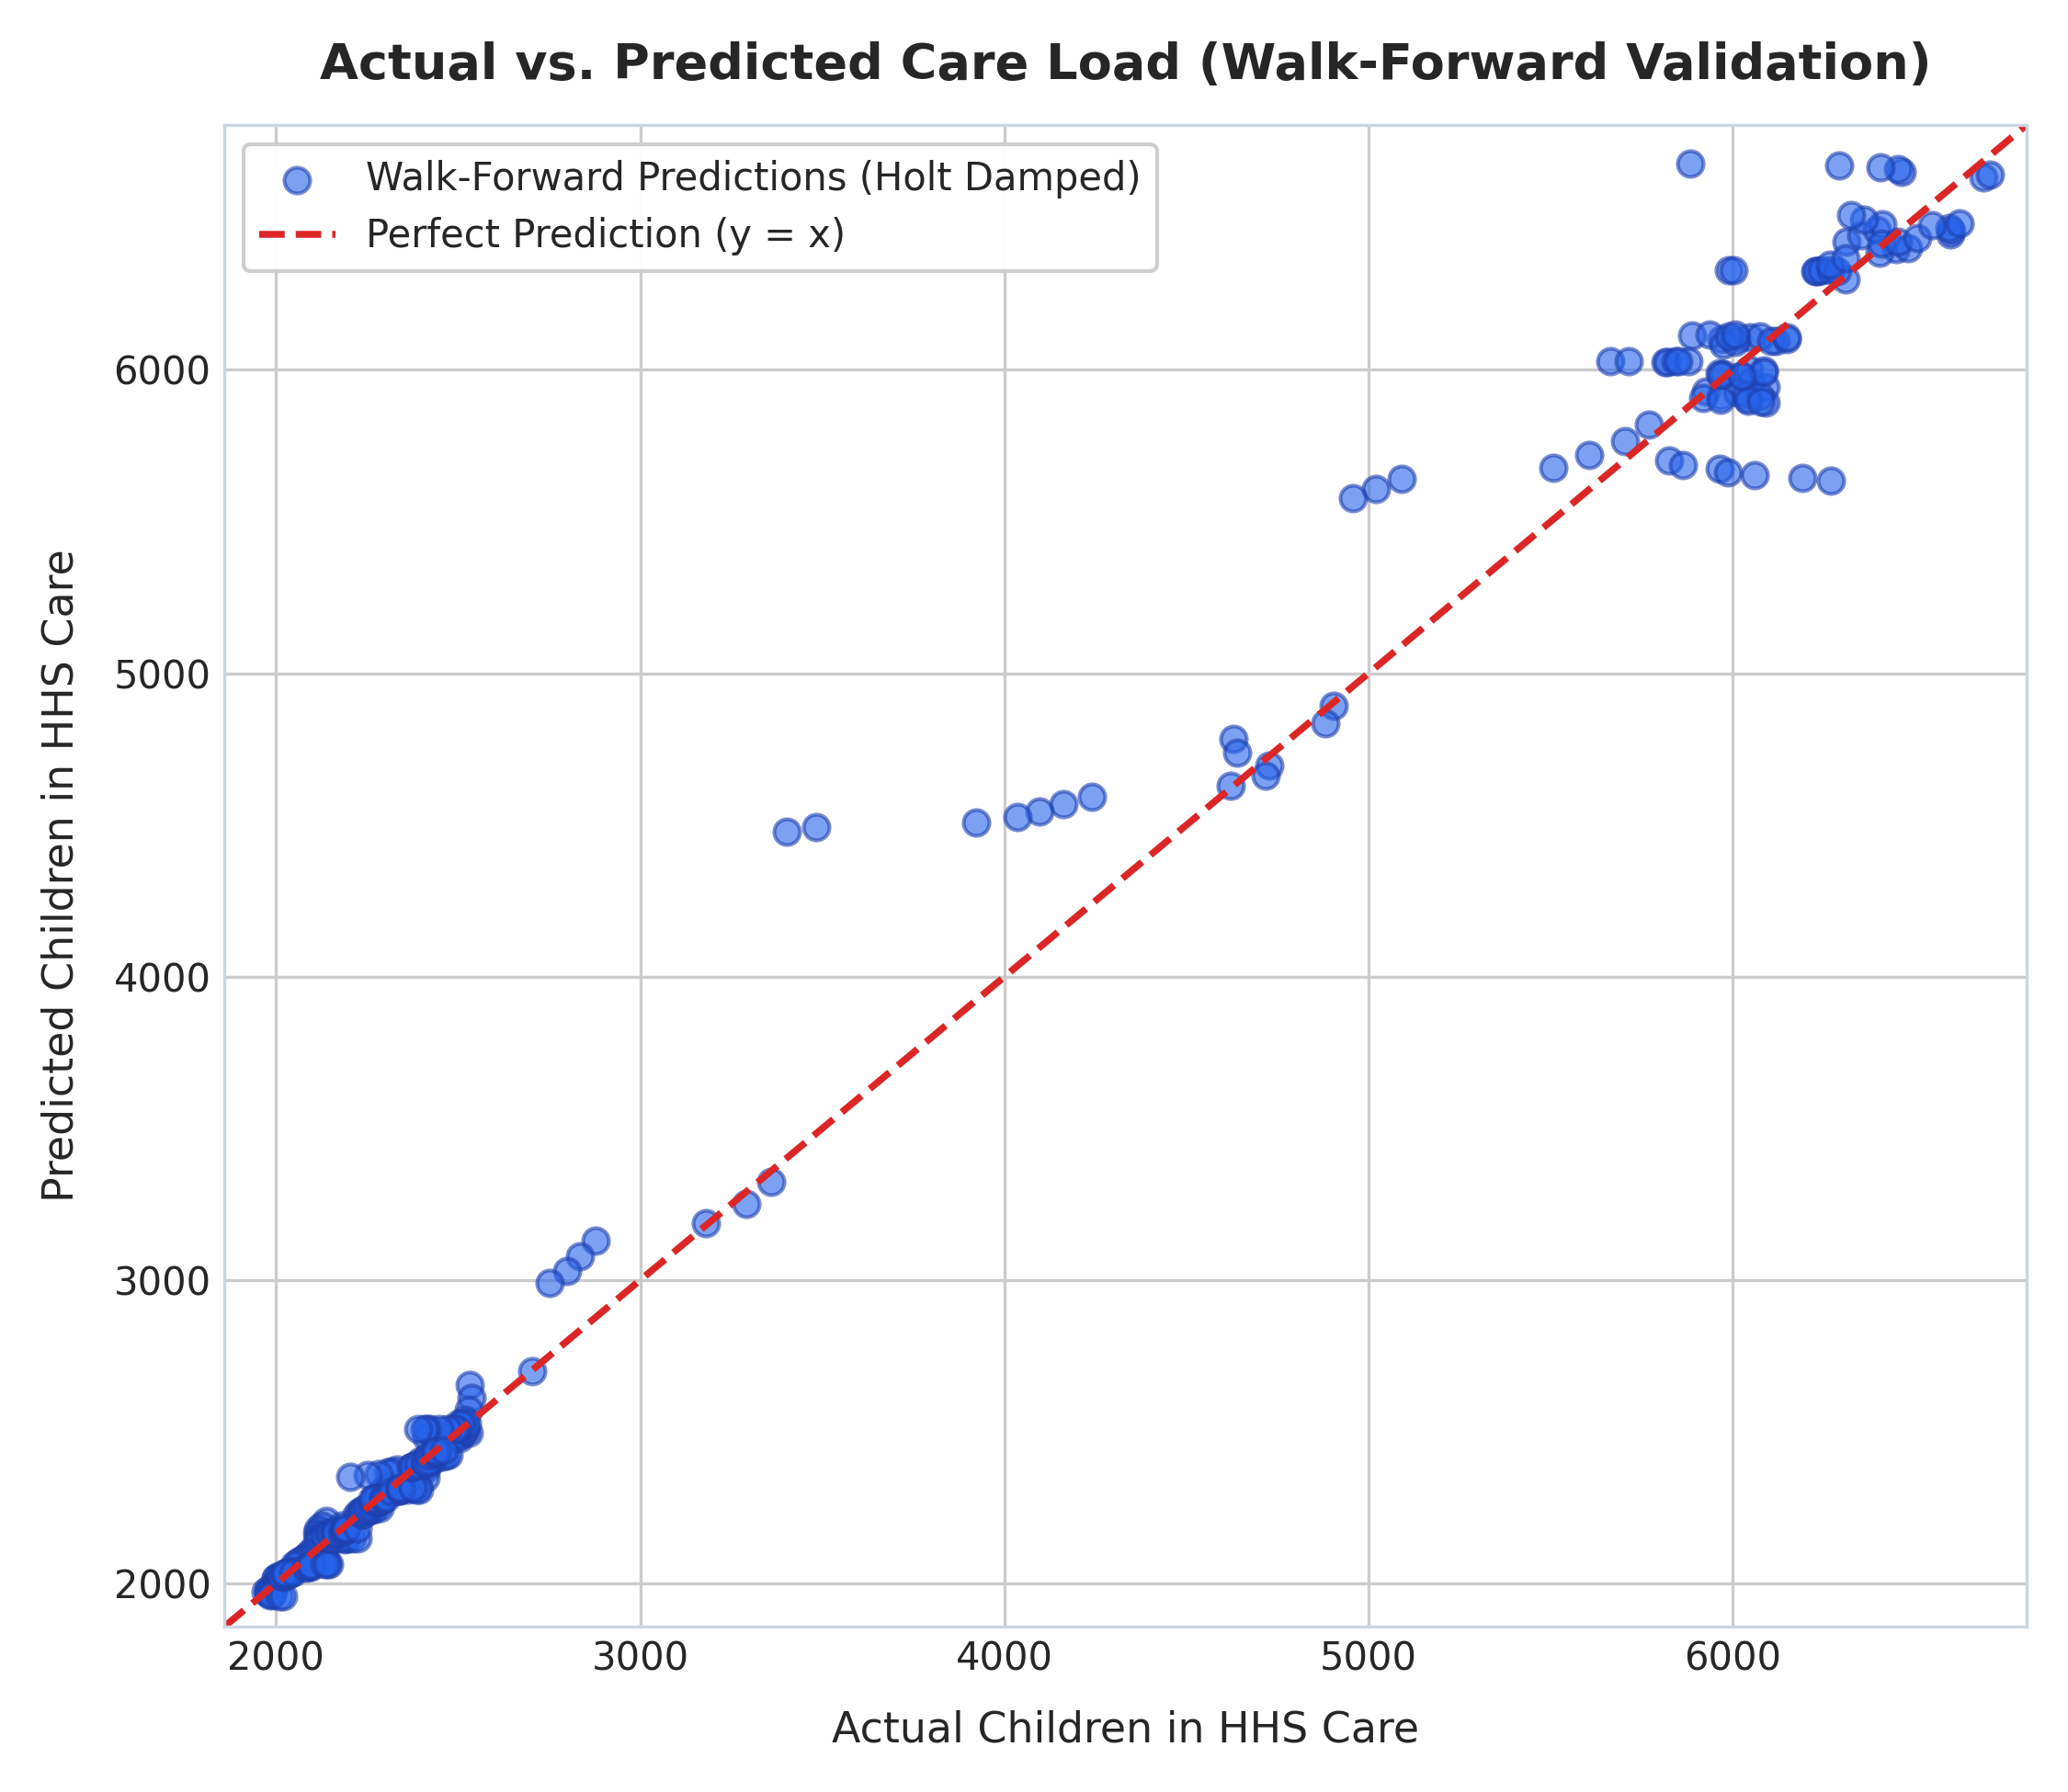 Actual vs. Predicted Care Load (Walk-Forward Validation)
Walk-Forward Predictions (Holt Damped)
Perfect Prediction (y = x)
Predicted Children in HHS Care
6000
5000
4000
3000
2000
2000 3000 4000 5000 6000
Actual Children in HHS Care